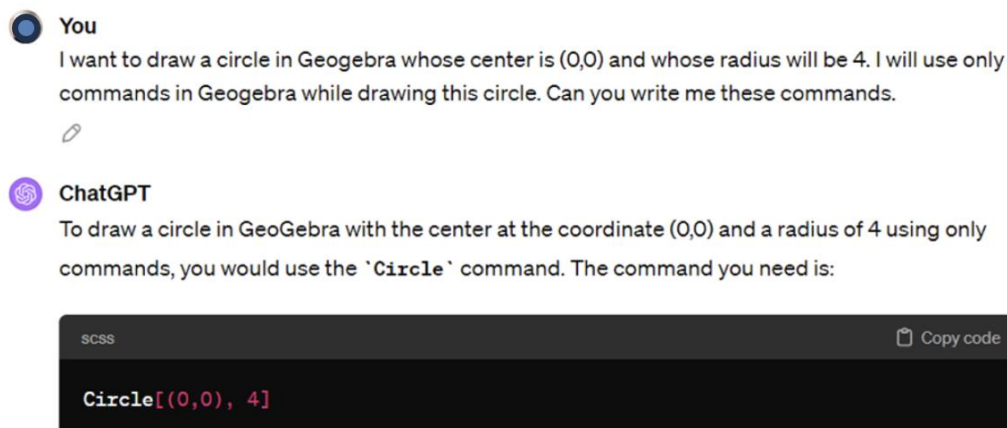 You
I want to draw a circle in Geogebra whose center is (0,0) and whose radius will be 4. I will use only
commands in Geogebra while drawing this circle. Can you write me these commands.
ChatGPT
To draw a circle in GeoGebra with the center at the coordinate (0,0) and a radius of 4 using only
commands, you would use the `Circle` command. The command you need is:
scss Copy code
Circle[(0,0), 4]